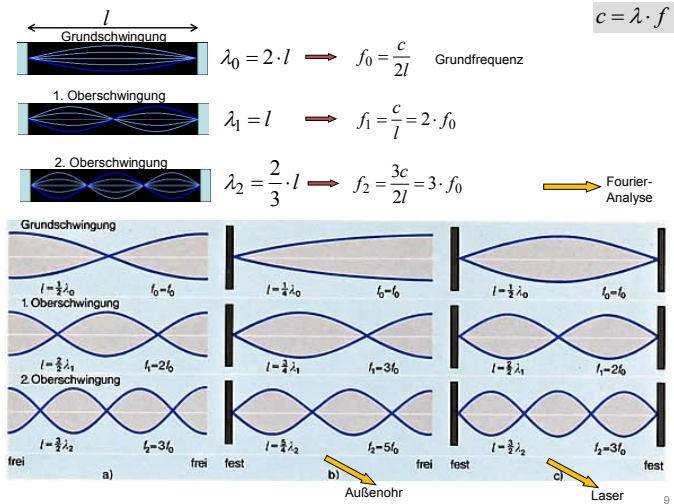 l
c = λ · f
Grundschwingung
λ₀ = 2 · l
f₀ = c/2l
Grundfrequenz
1. Oberschwingung
λ₁ = l
f₁ = c/l = 2 · f₀
2. Oberschwingung
λ₂ = 2/3 · l
f₂ = 3c/2l = 3 · f₀
Fourier-
Analyse
Grundschwingung
l = ½ λ₀ f₀=f₀
l = ¼ λ₀ f₀=f₀
l = ½ λ₀ f₀=f₀
1. Oberschwingung
l = 2/2 λ₁ f₁=2f₀
l = ¾ λ₁ f₁=3f₀
l = 2/2 λ₁ f₁=2f₀
2. Oberschwingung
l = 3/2 λ₂ f₂=3f₀
l = 5/4 λ₂ f₂=5f₀
l = 3/2 λ₂ f₂=3f₀
frei frei fest frei fest fest
a) b) c)
Außenohr
Laser
9